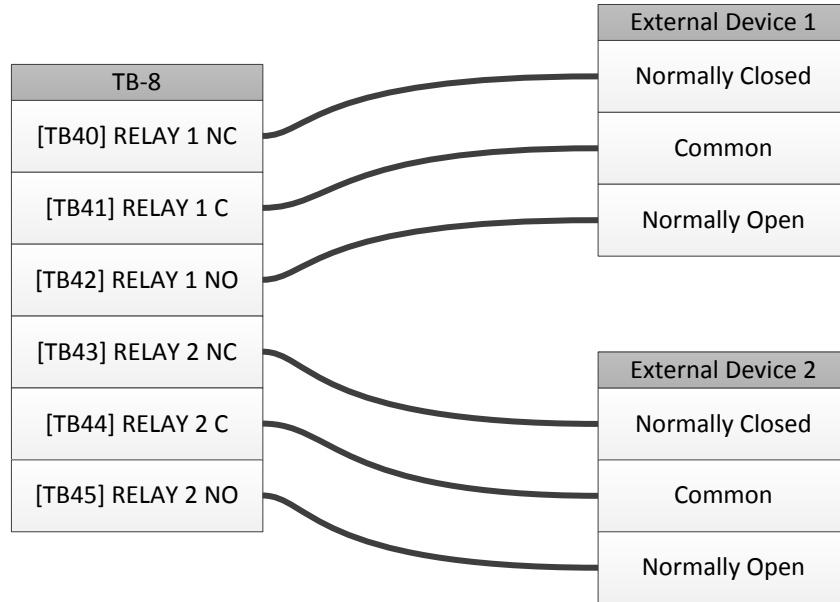 TB-8
[TB40] RELAY 1 NC
[TB41] RELAY 1 C
[TB42] RELAY 1 NO
[TB43] RELAY 2 NC
[TB44] RELAY 2 C
[TB45] RELAY 2 NO
External Device 1
Normally Closed
Common
Normally Open
External Device 2
Normally Closed
Common
Normally Open